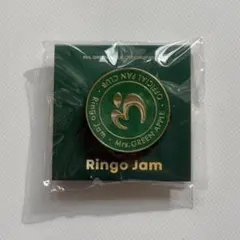 OFFICIAL FAN CLUB • Mrs. GREEN APPLE • Ringo Jam •
Ringo Jam